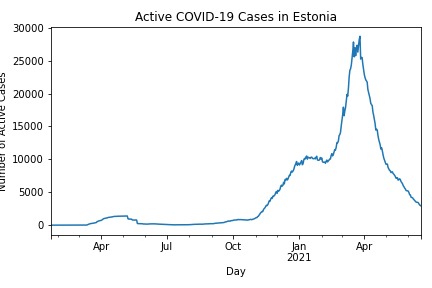 Active COVID-19 Cases in Estonia
Number of Active Cases
30000
25000
20000
15000
10000
5000
0
Apr
Jul
Oct
Jan
2021
Apr
Day